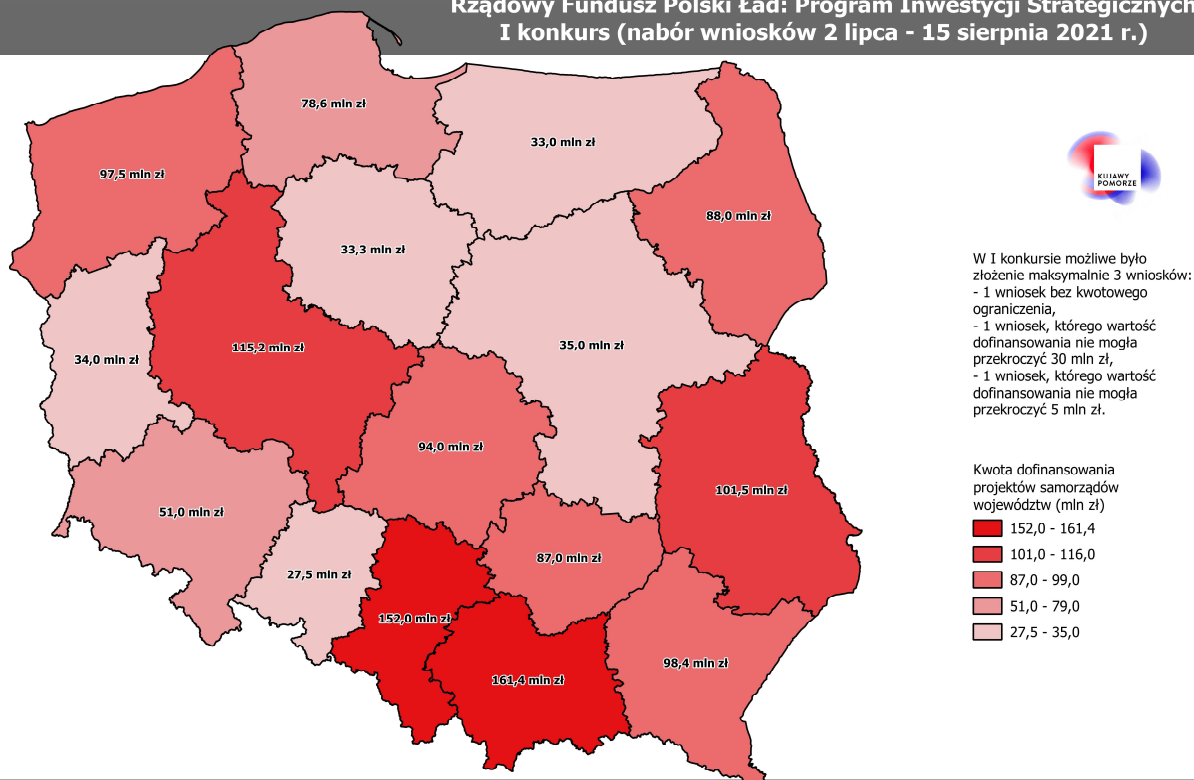 Rządowy Fundusz Polski Ład: Program Inwestycji Strategicznych
I konkurs (nabór wniosków 2 lipca - 15 sierpnia 2021 r.)
78,6 mln zł
33,0 mln zł
97,5 mln zł
88,0 mln zł
33,3 mln zł
115,2 mln zł
35,0 mln zł
34,0 mln zł
94,0 mln zł
101,5 mln zł
51,0 mln zł
87,0 mln zł
27,5 mln zł
152,0 mln zł
98,4 mln zł
161,4 mln zł
KUJAWY
POMORZE
W I konkursie możliwe było
złożenie maksymalnie 3 wniosków:
- 1 wniosek bez kwotowego
ograniczenia,
- 1 wniosek, którego wartość
dofinansowania nie mogła
przekroczyć 30 mln zł,
- 1 wniosek, którego wartość
dofinansowania nie mogła
przekroczyć 5 mln zł.
Kwota dofinansowania
projektów samorządów
województw (mln zł)
152,0 - 161,4
101,0 - 116,0
87,0 - 99,0
51,0 - 79,0
27,5 - 35,0